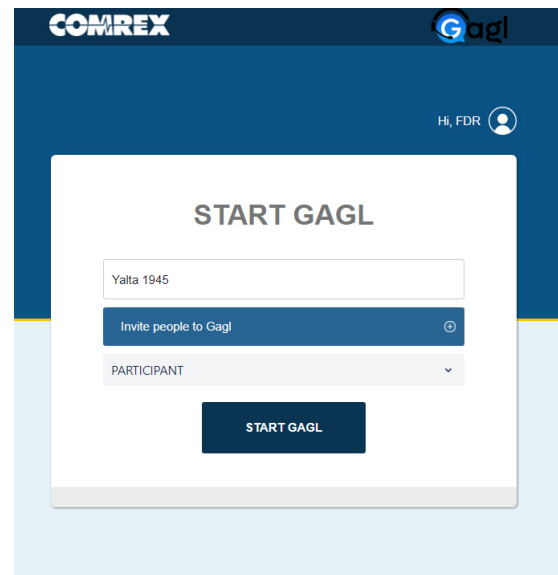 COMREX
Gagl
Hi, FDR
START GAGL
Yalta 1945
Invite people to Gagl
PARTICIPANT
START GAGL